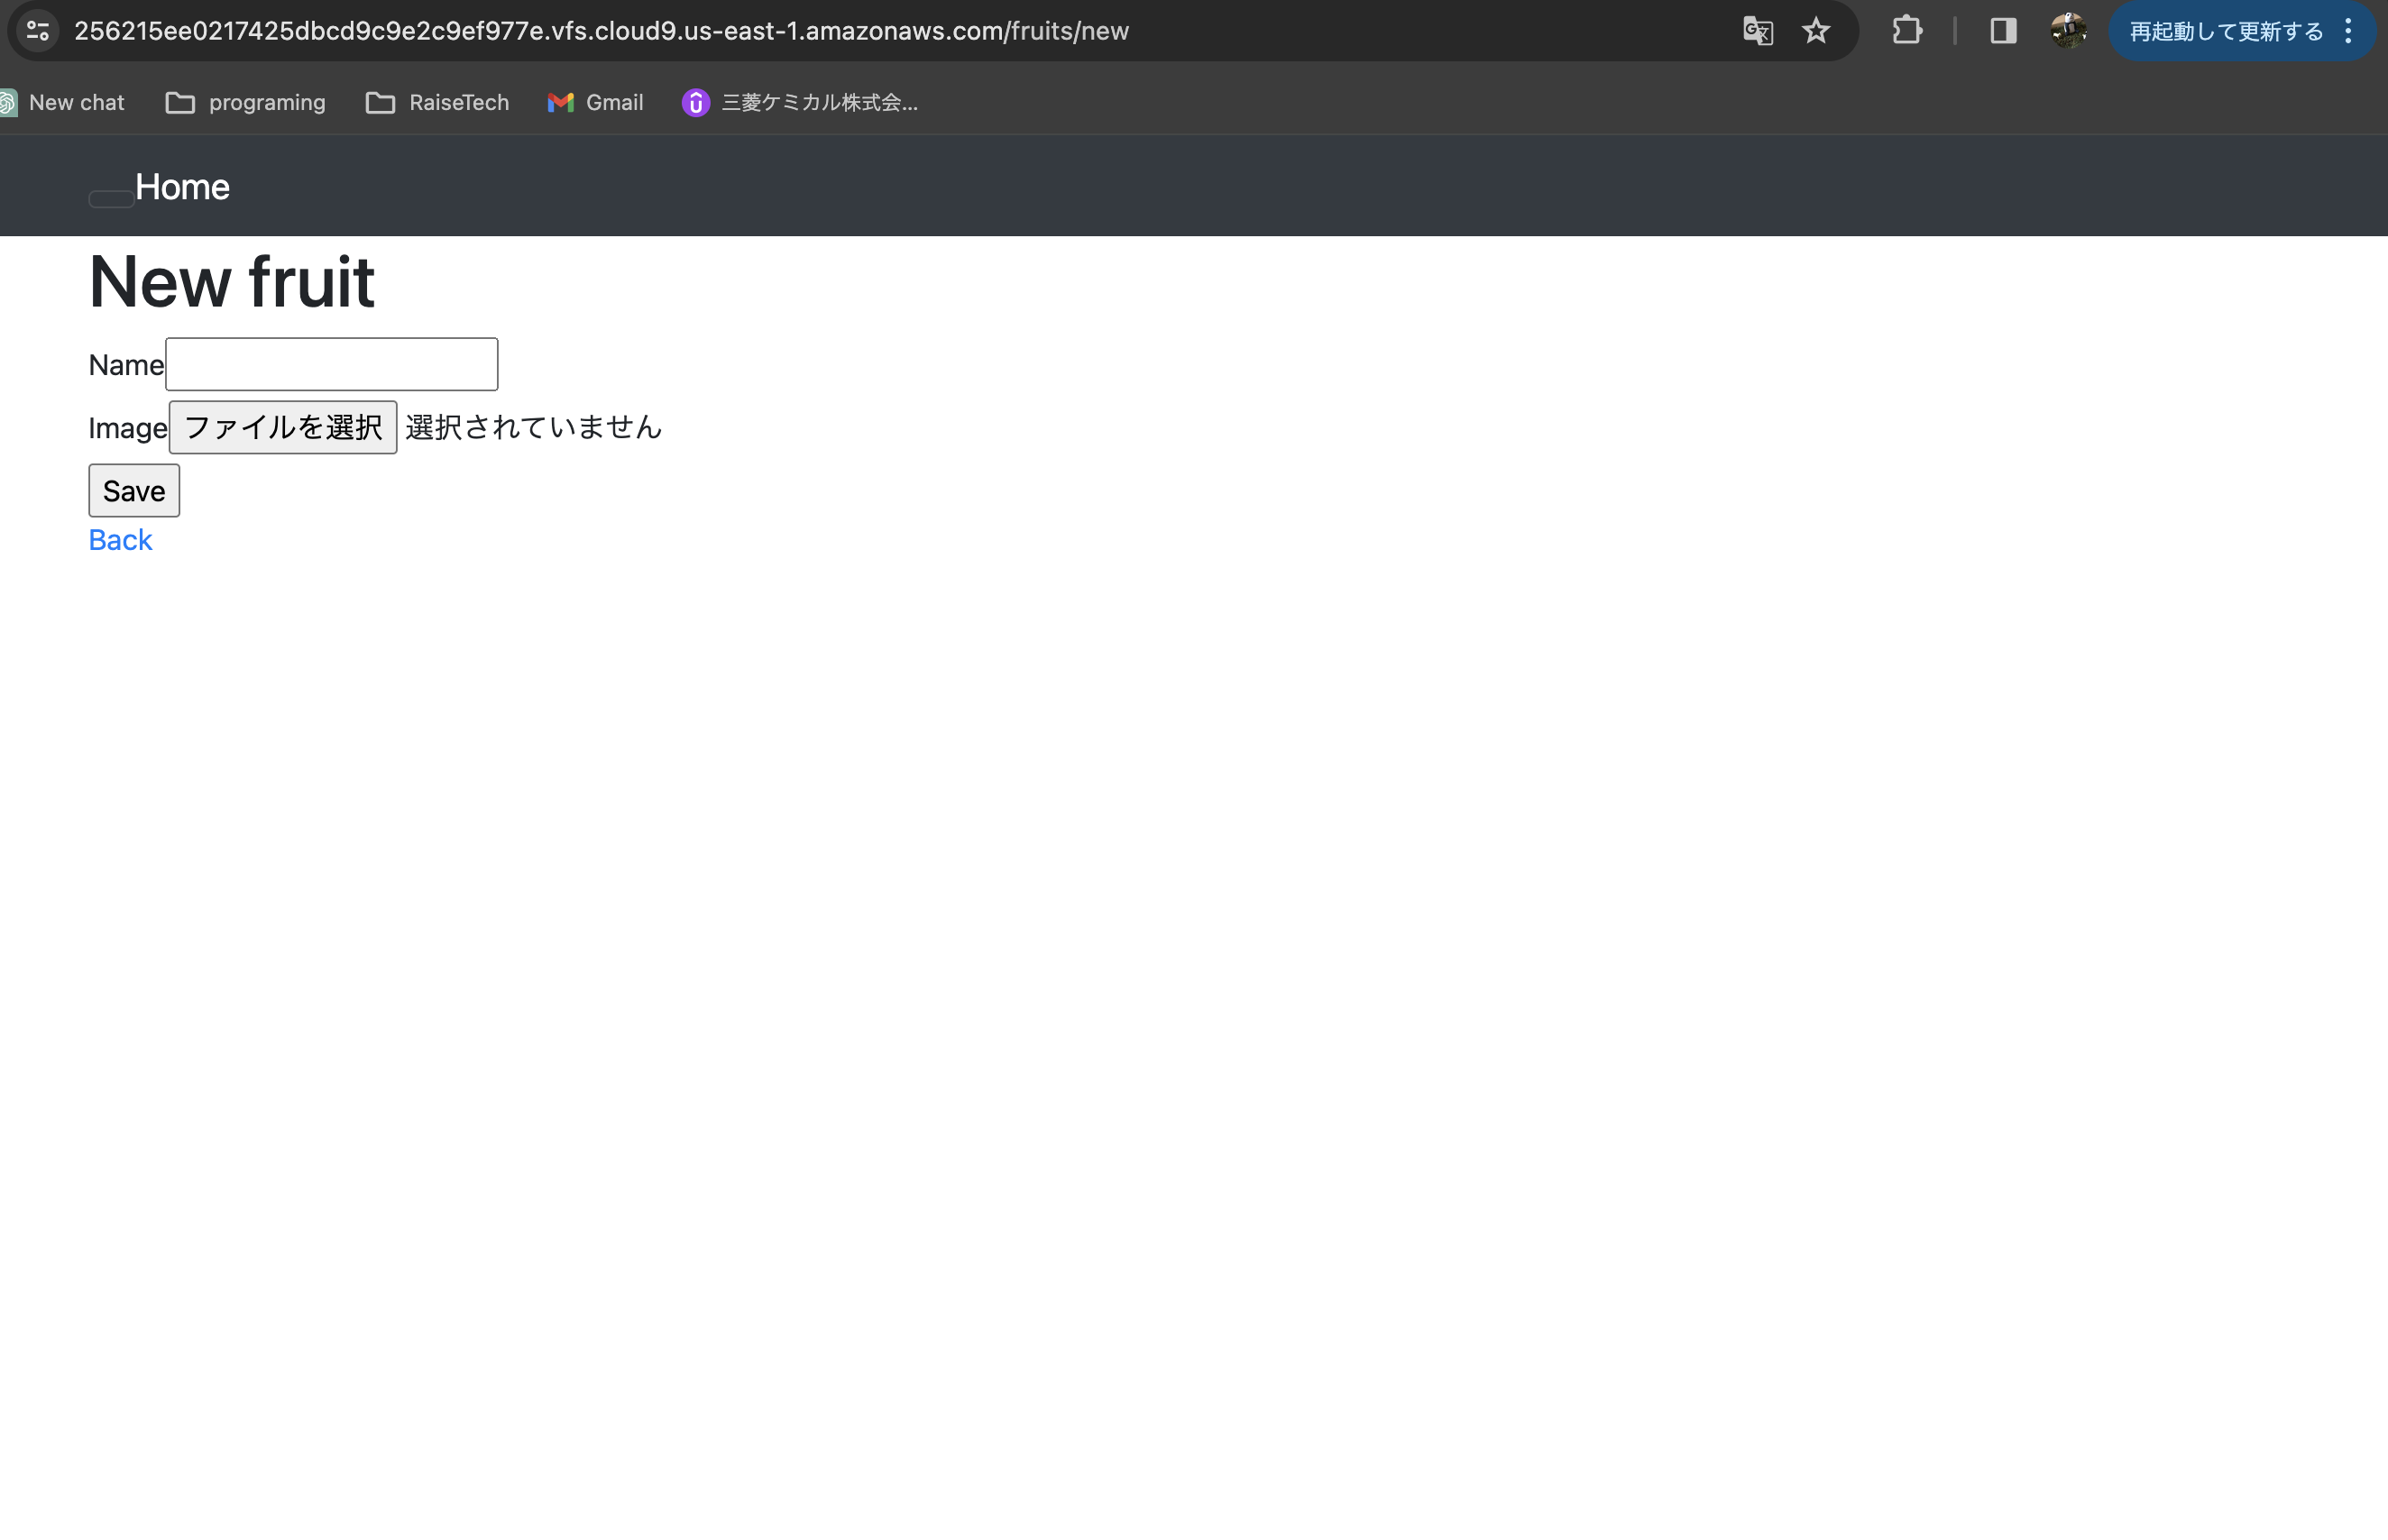 256215ee0217425dbcd9c9e2c9ef977e.vfs.cloud9.us-east-1.amazonaws.com/fruits/new 再起動して更新する
New chat programing RaiseTech Gmail 三菱ケミカル株式会...
Home
New fruit
Name
Image ファイルを選択 選択されていません
Save
Back